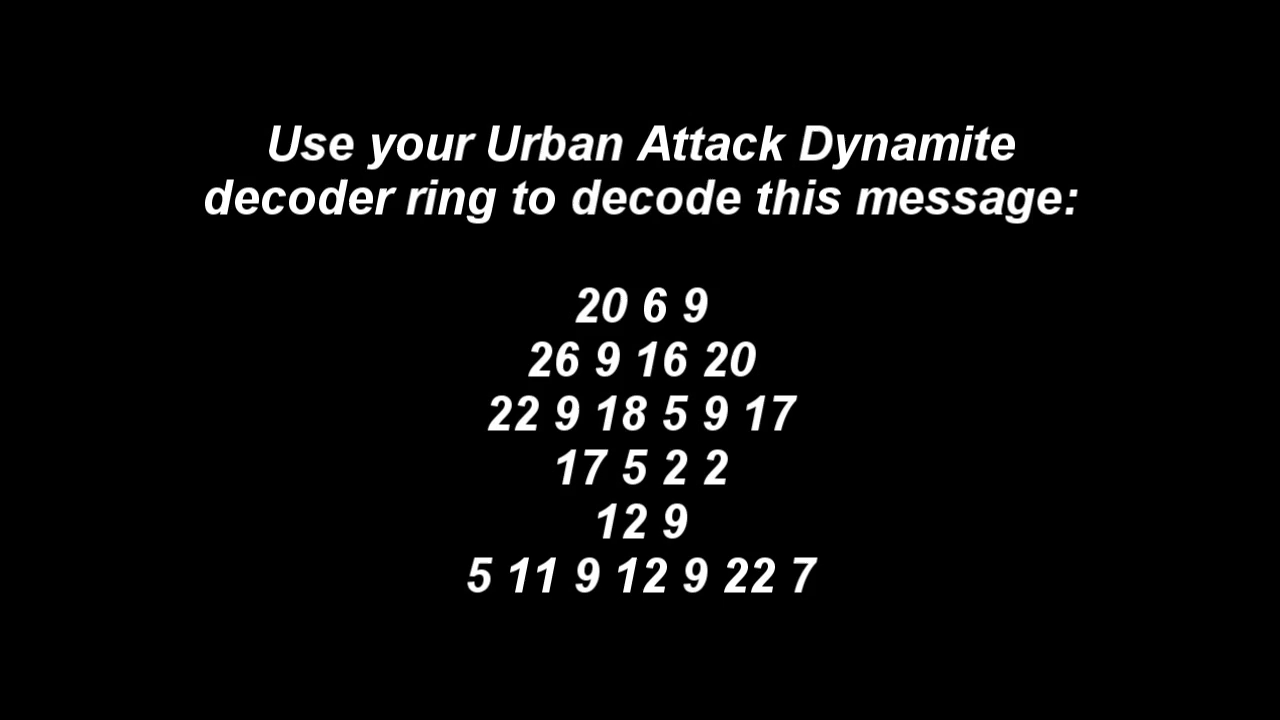 Use your Urban Attack Dynamite
decoder ring to decode this message:
20 6 9
26 9 16 20
22 9 18 5 9 17
17 5 2 2
12 9
5 11 9 12 9 22 7